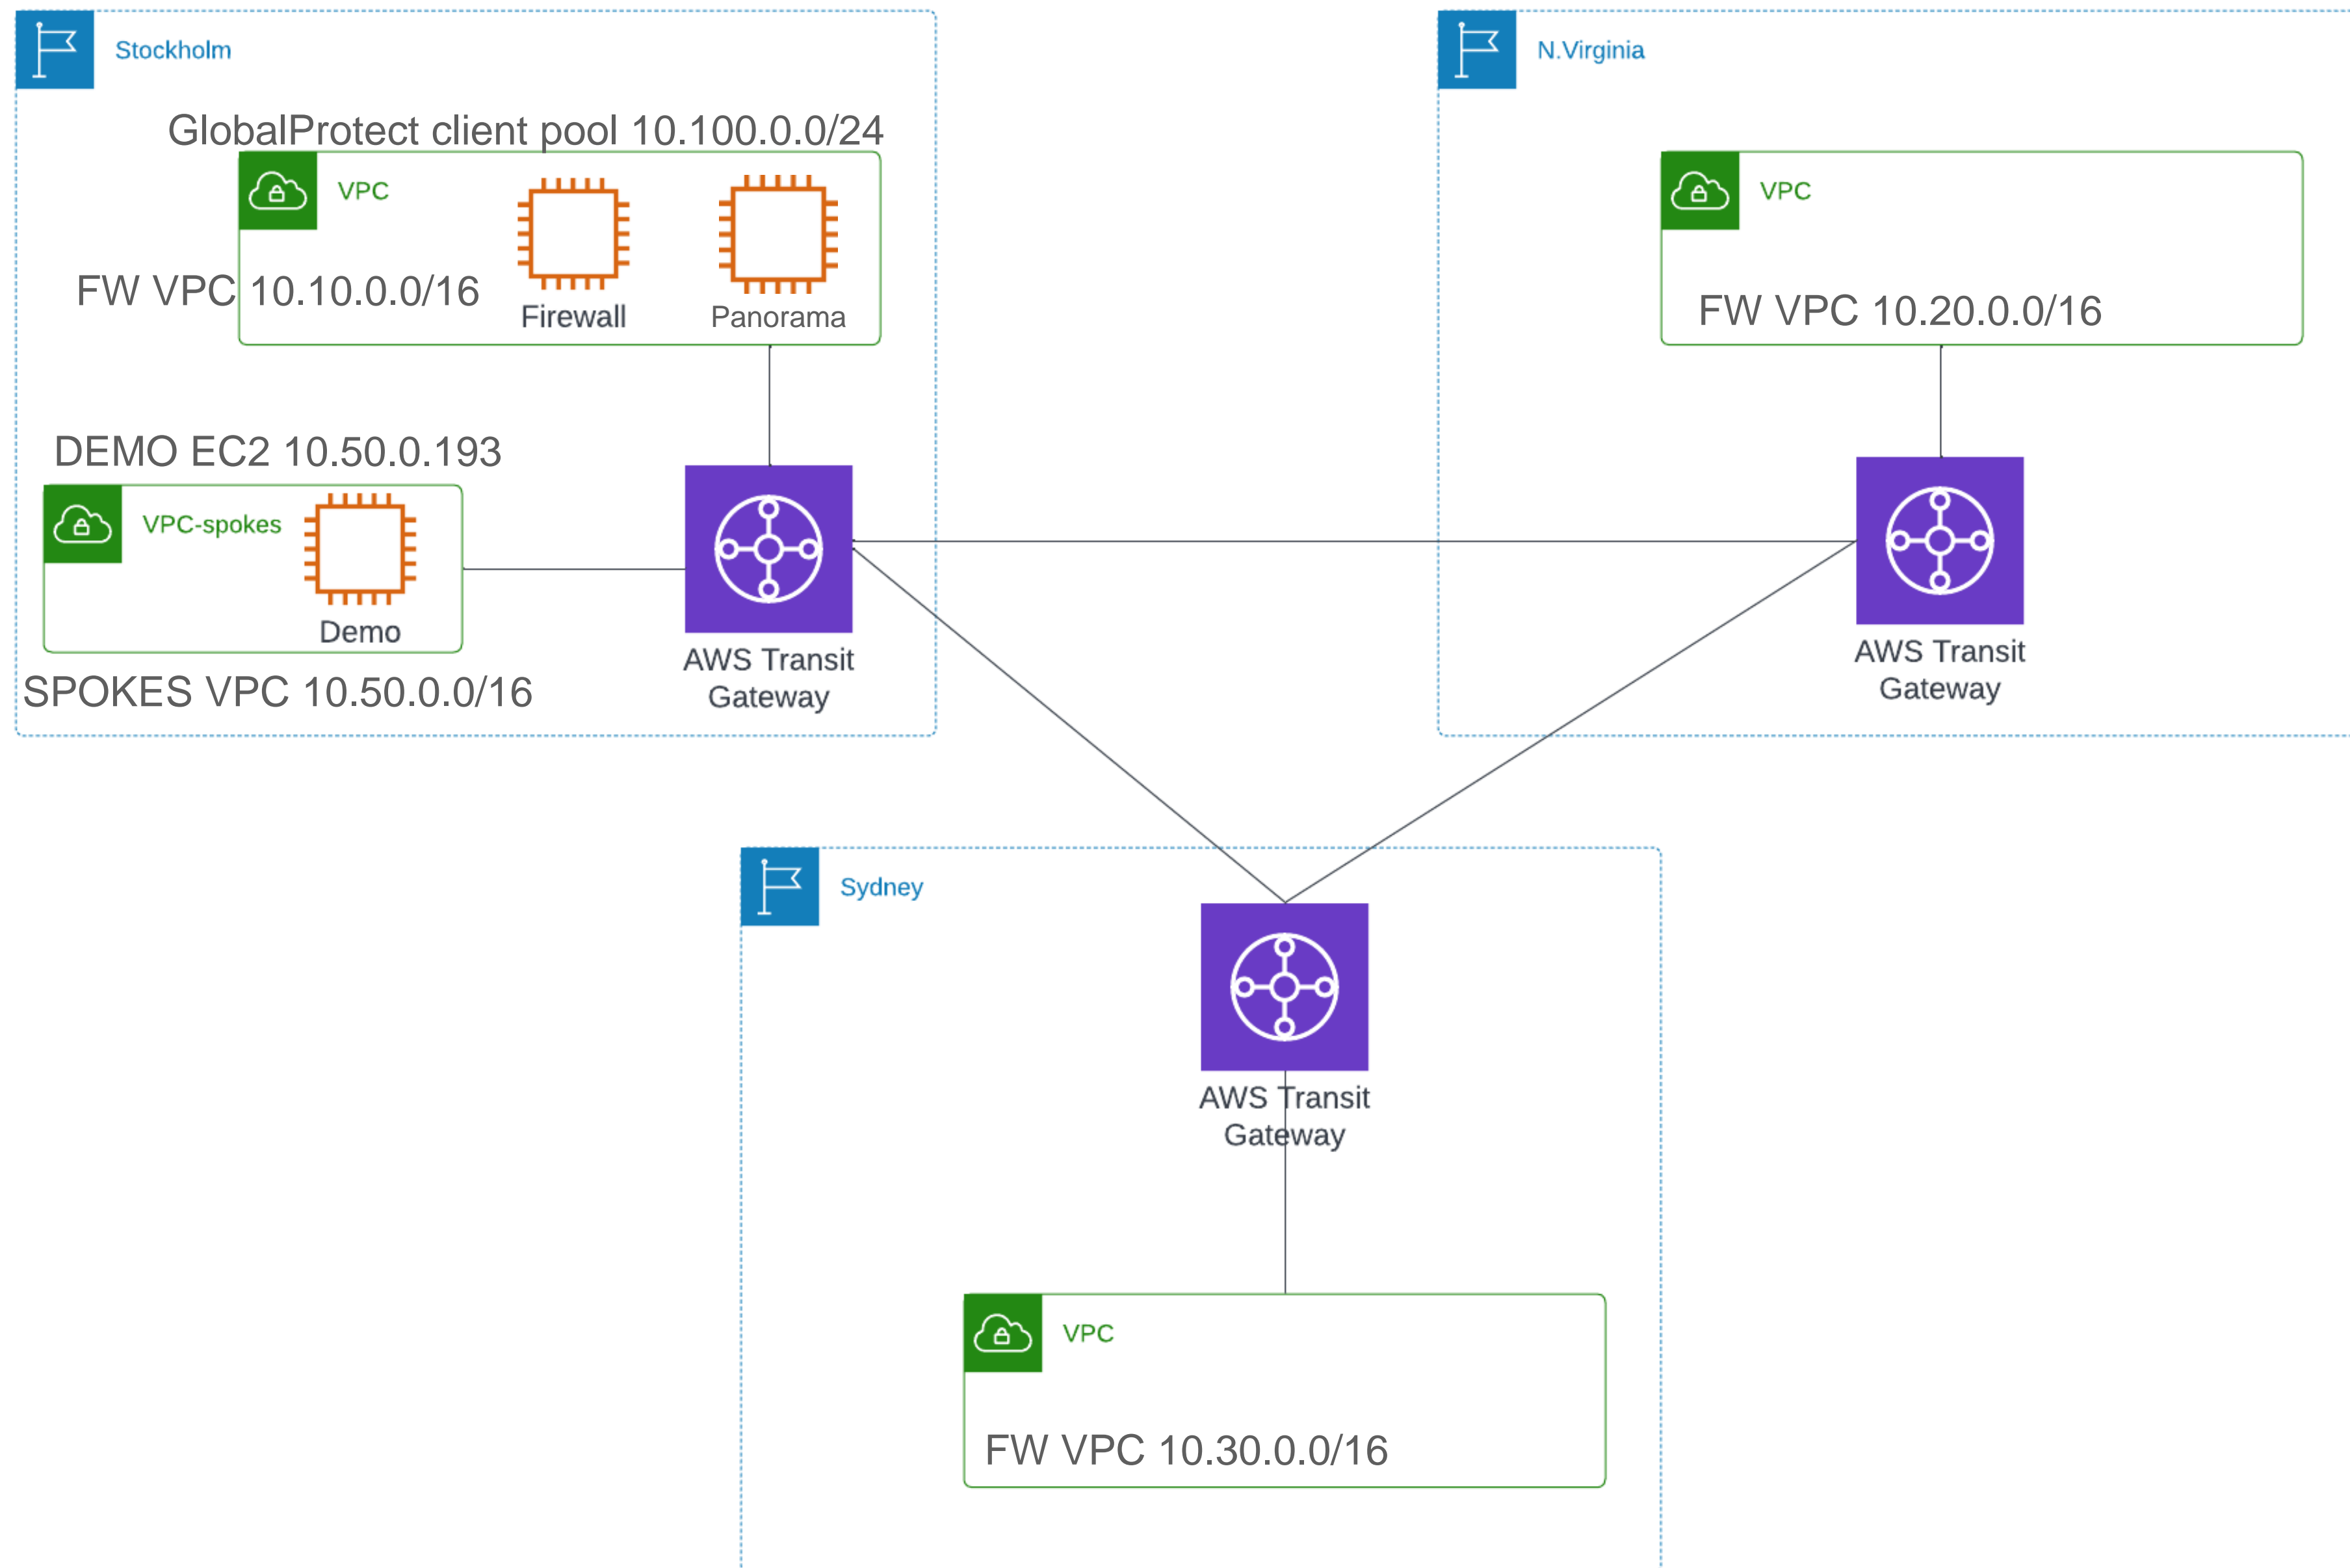 Stockholm
GlobalProtect client pool 10.100.0.0/24
VPC
FW VPC 10.10.0.0/16
Firewall
Panorama
DEMO EC2 10.50.0.193
VPC-spokes
Demo
SPOKES VPC 10.50.0.0/16
AWS Transit
Gateway
N.Virginia
VPC
FW VPC 10.20.0.0/16
AWS Transit
Gateway
Sydney
AWS Transit
Gateway
VPC
FW VPC 10.30.0.0/16